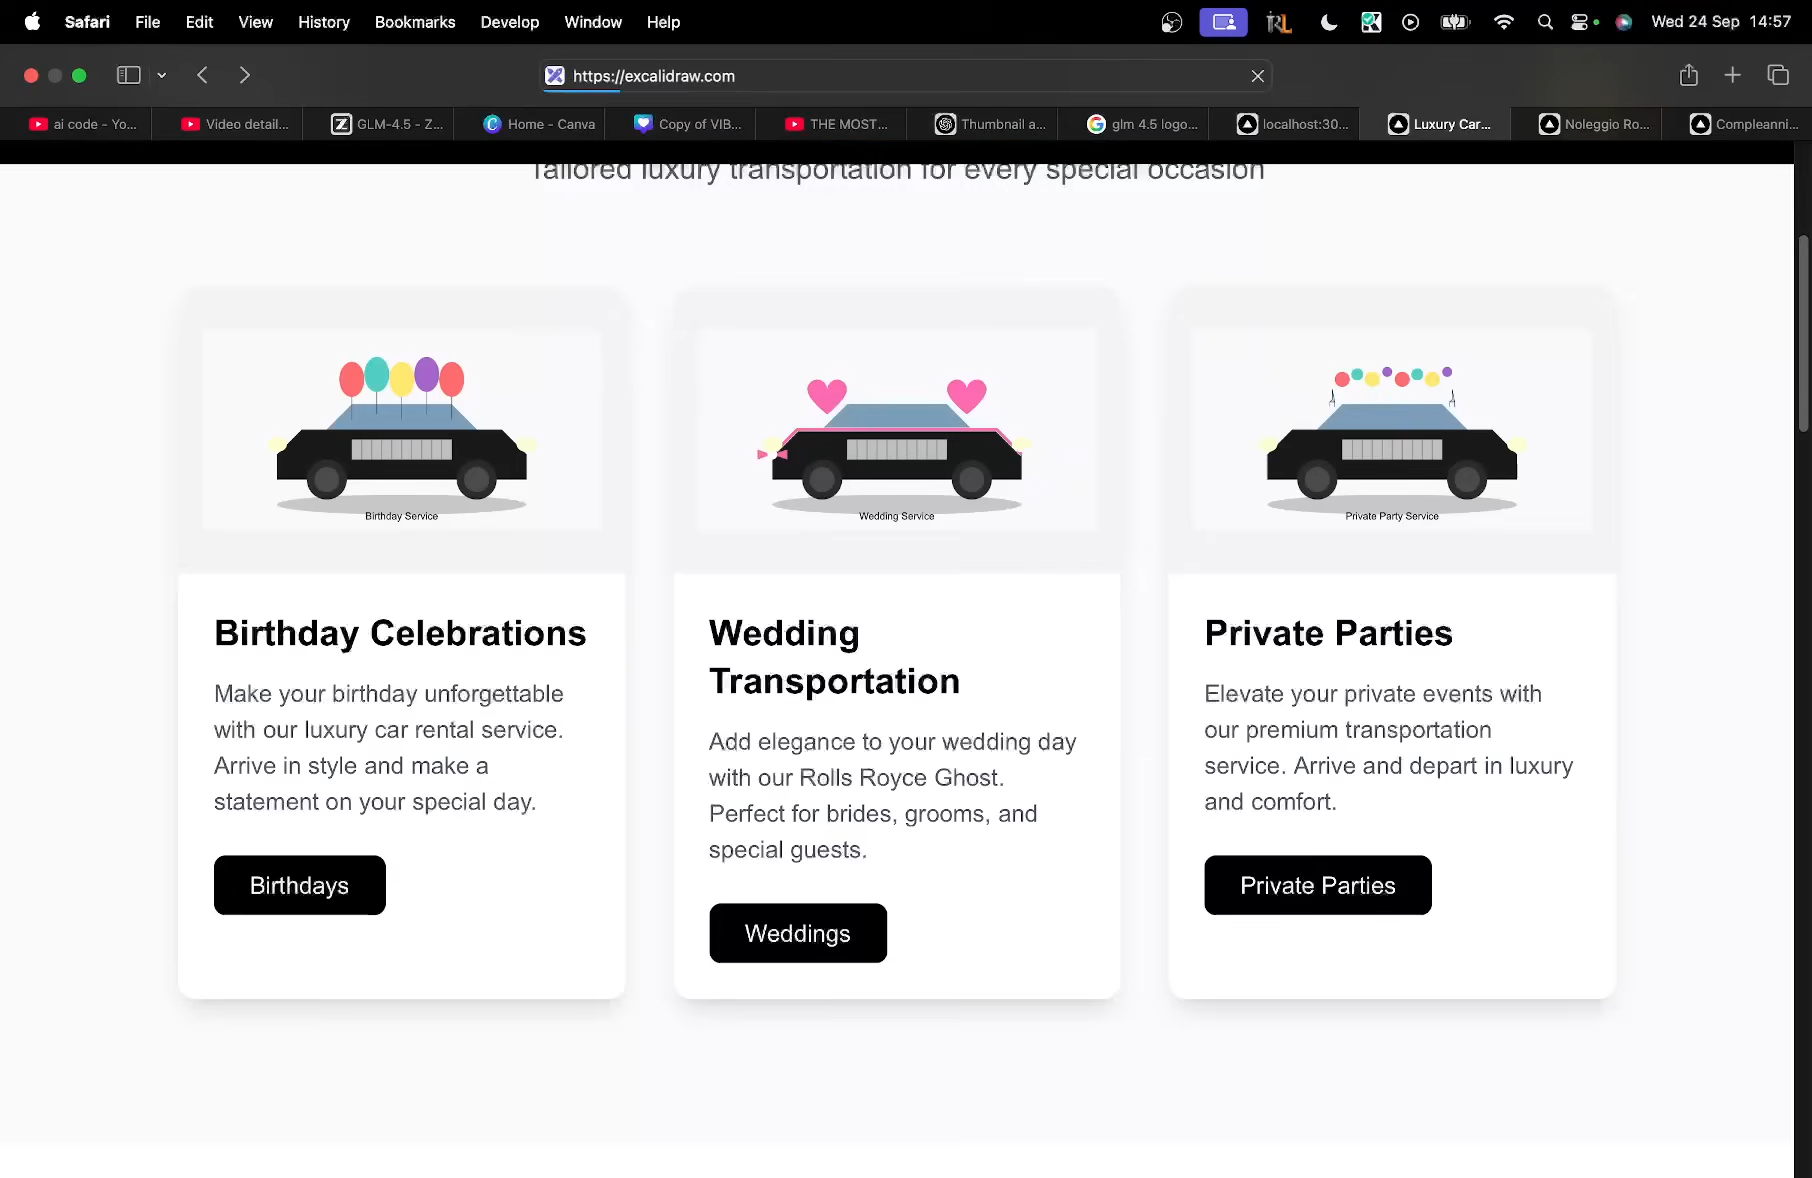 Safari File Edit View History Bookmarks Develop Window Help Wed 24 Sep 14:57
https://excalidraw.com
ai code - Yo... Video detail... GLM-4.5 - Z... Home - Canva Copy of VIB... THE MOST... Thumbnail a... glm 4.5 logo... localhost:30... Luxury Car... Noleggio Ro... Compleanni...
Tailored luxury transportation for every special occasion
Birthday Service
Birthday Celebrations
Make your birthday unforgettable
with our luxury car rental service.
Arrive in style and make a
statement on your special day.
Birthdays
Wedding Service
Wedding
Transportation
Add elegance to your wedding day
with our Rolls Royce Ghost.
Perfect for brides, grooms, and
special guests.
Weddings
Private Party Service
Private Parties
Elevate your private events with
our premium transportation
service. Arrive and depart in luxury
and comfort.
Private Parties